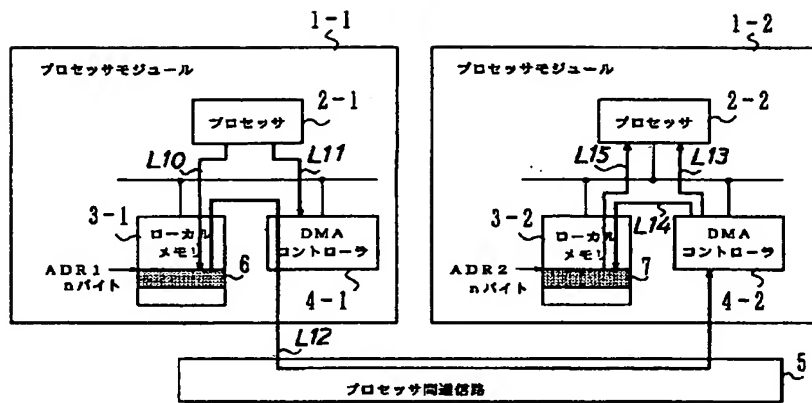 1-1
プロセッサモジュール
2-1
プロセッサ
L10
L11
3-1
ローカル
メモリ
6
DMA
コントローラ
ADR1
nバイト
4-1
L12
1-2
プロセッサモジュール
2-2
プロセッサ
L15
L13
3-2
ローカル
メモリ
L14
7
DMA
コントローラ
ADR2
nバイト
4-2
5
プロセッサ間通信路